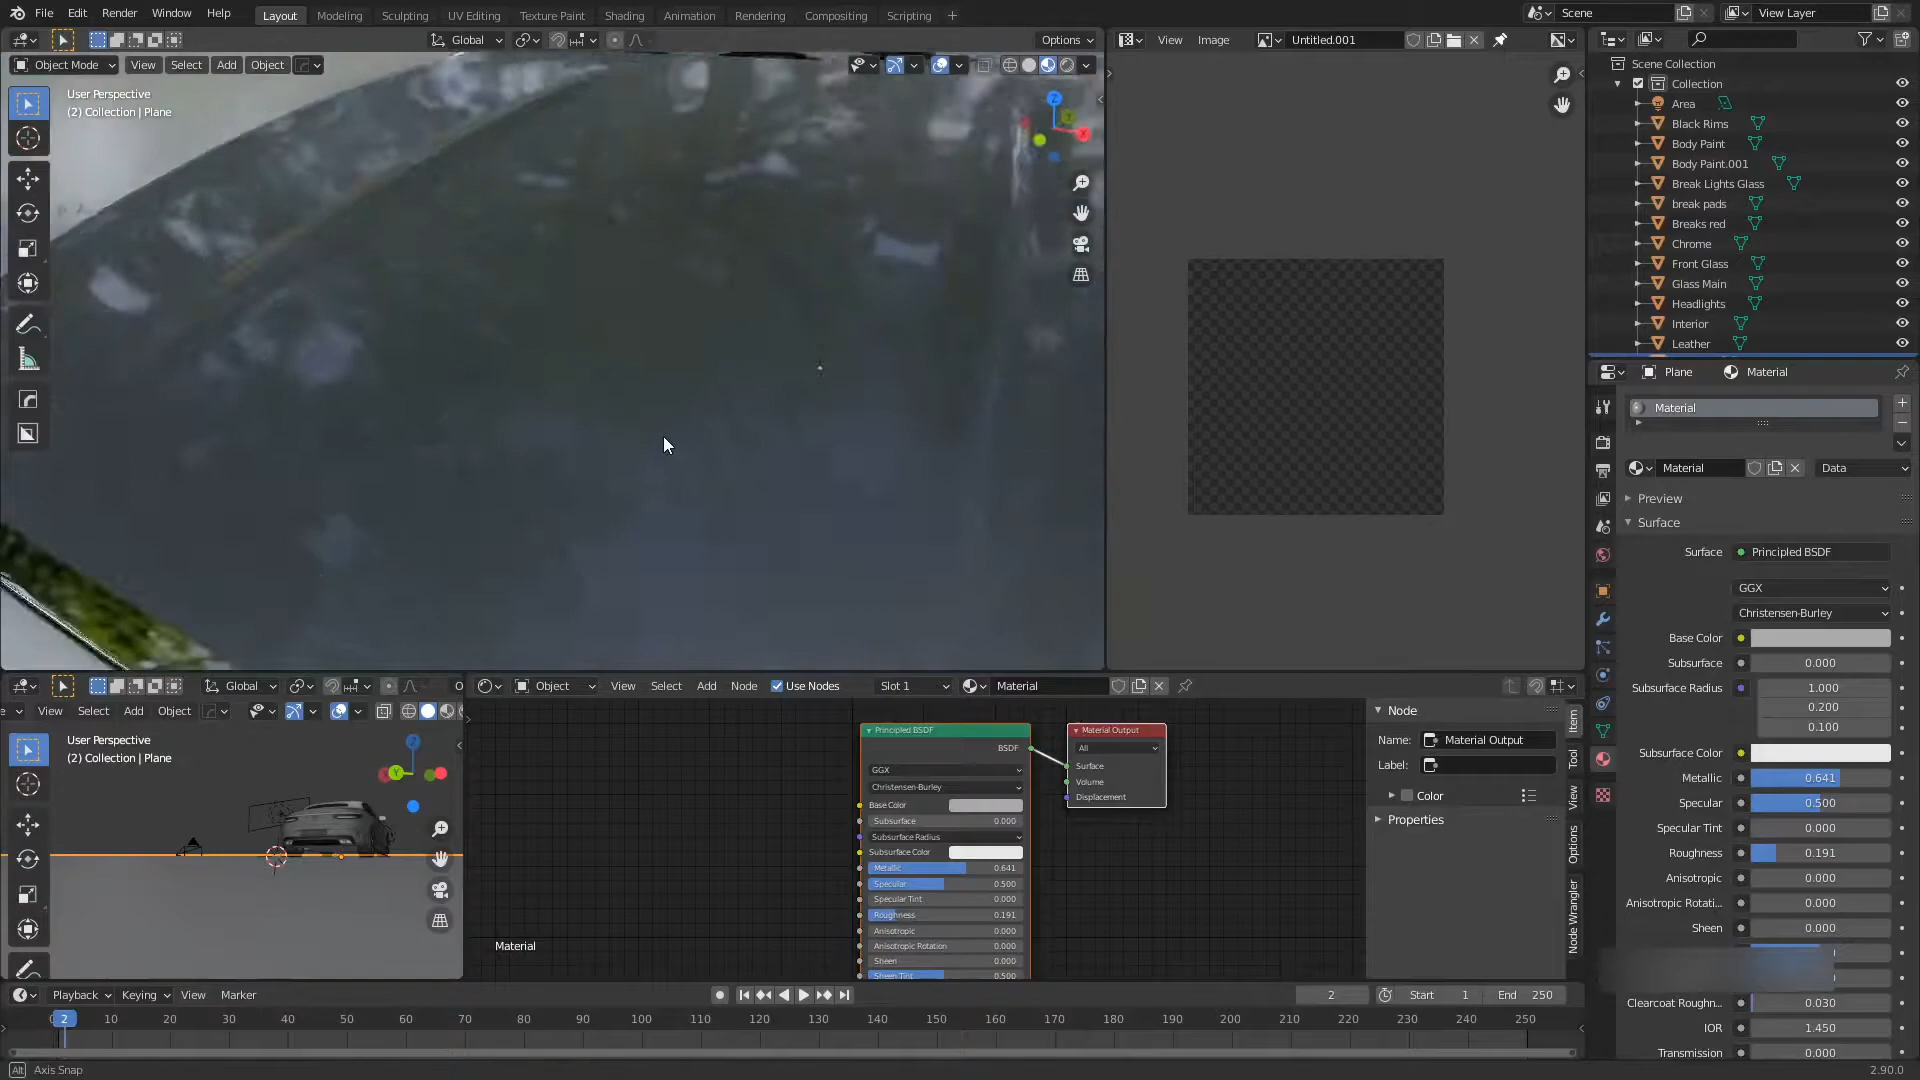 File Edit Render Window Help Layout Modeling Sculpting UV Editing Texture Paint Shading Animation Rendering Compositing Scripting + Scene View Layer
Global Options View Image Untitled.001
Object Mode View Select Add Object
User Perspective
(2) Collection | Plane
Z
Y
X
Scene Collection
Collection
Area
Black Rims
Body Paint
Body Paint.001
Break Lights Glass
break pads
Breaks red
Chrome
Front Glass
Glass Main
Headlights
Interior
Leather
Plane Material
Material
Material Data
Preview
Surface
Surface Principled BSDF
GGX
Christensen-Burley
Base Color
Subsurface 0.000
Subsurface Radius 1.000
0.200
0.100
Subsurface Color
Metallic 0.641
Specular 0.500
Specular Tint 0.000
Roughness 0.191
Anisotropic 0.000
Anisotropic Rotati... 0.000
Sheen 0.000
Clearcoat Roughn... 0.030
IOR 1.450
Transmission 0.000
Global O
View Select Add Object
User Perspective
(2) Collection | Plane
Z
Object View Select Add Node Use Nodes Slot 1 Material
Principled BSDF
BSDF
GGX
Christensen-Burley
Base Color
Subsurface 0.000
Subsurface Radius
Subsurface Color
Metallic 0.641
Specular 0.500
Specular Tint 0.000
Roughness 0.191
Anisotropic 0.000
Anisotropic Rotation 0.000
Sheen 0.000
Sheen Tint 0.500
Material Output
All
Surface
Volume
Displacement
Material
Node
Name: Material Output
Label:
Color
Properties
Item
Tool
View
Options
Node Wrangler
Playback Keying View Marker 2 Start 1 End 250
0 2 10 20 30 40 50 60 70 80 90 100 110 120 130 140 150 160 170 180 190 200 210 220 230 240 250
Alt Axis Snap 2.90.0